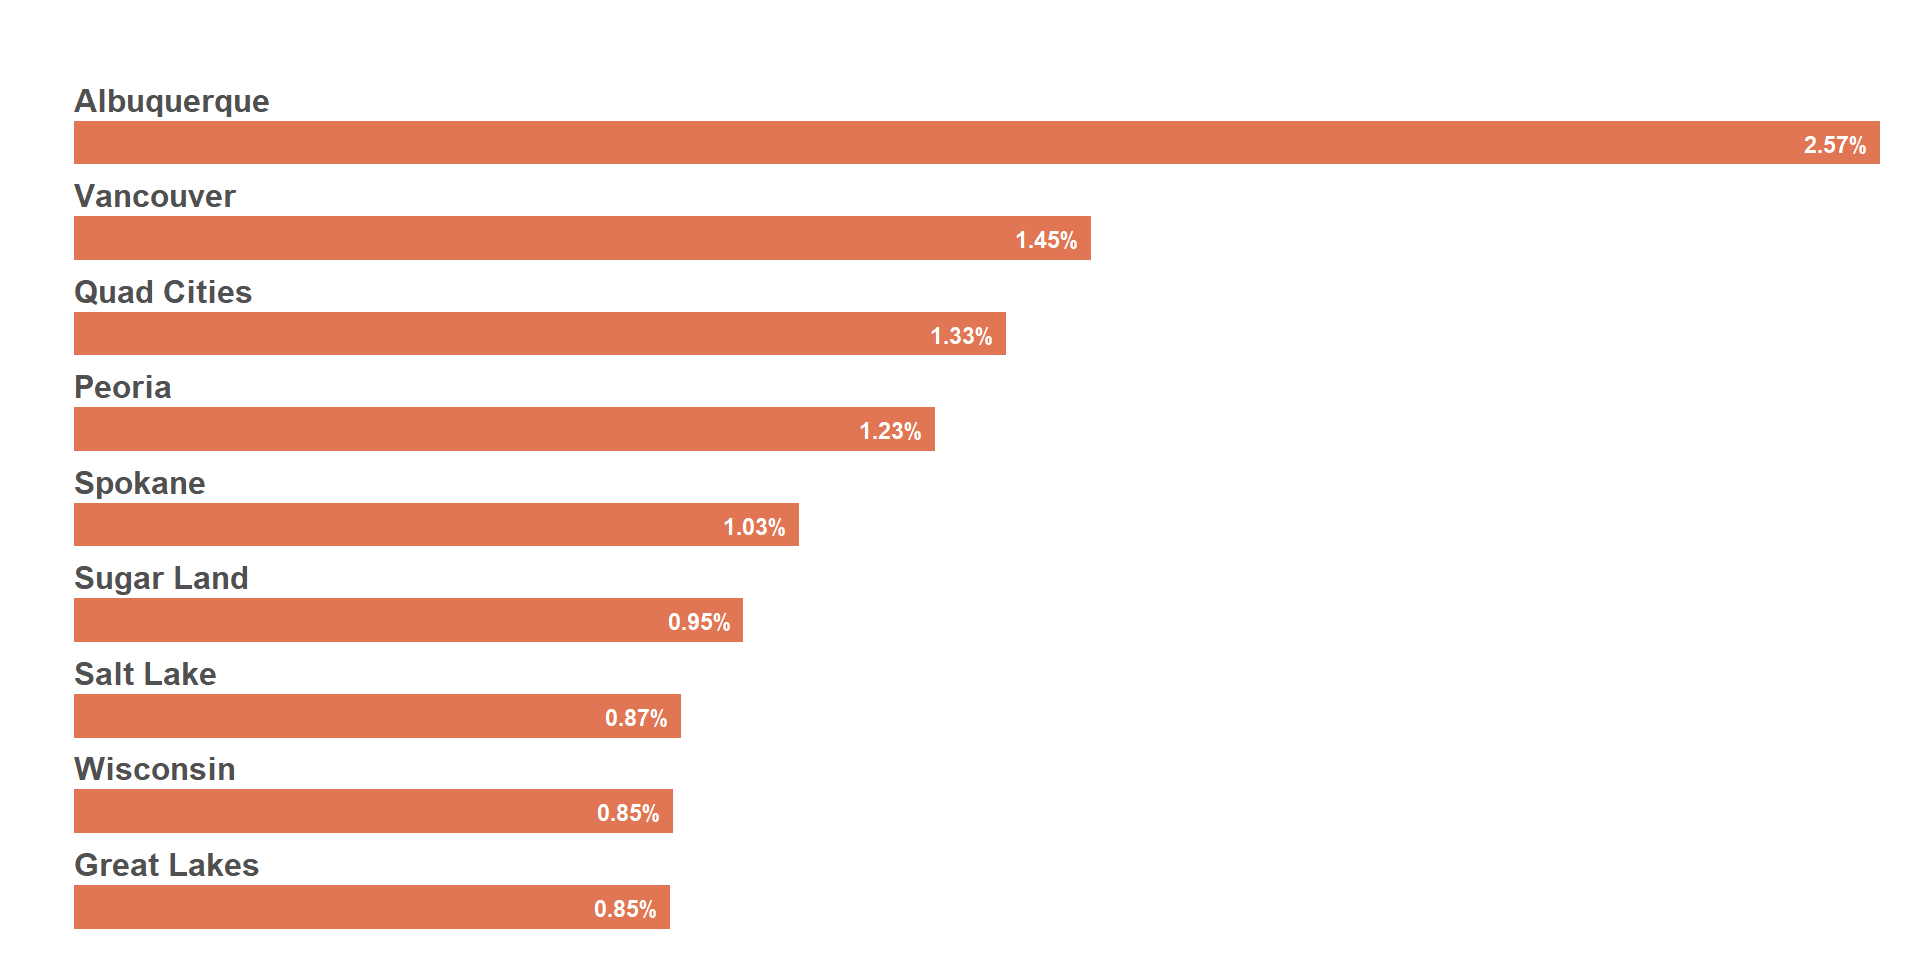 Albuquerque
2.57%
Vancouver
1.45%
Quad Cities
1.33%
Peoria
1.23%
Spokane
1.03%
Sugar Land
0.95%
Salt Lake
0.87%
Wisconsin
0.85%
Great Lakes
0.85%